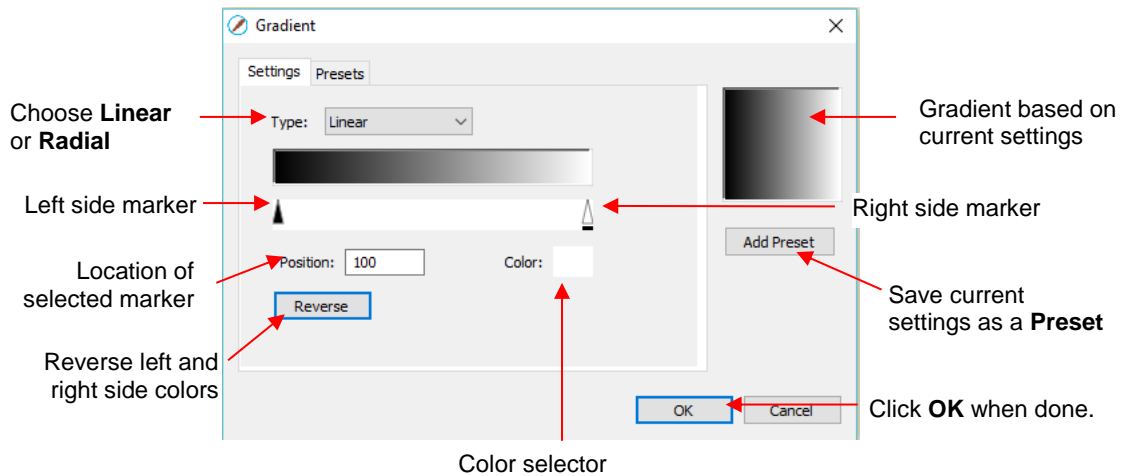 Gradient
Settings Presets
Choose Linear
or Radial
Type: Linear
Gradient based on
current settings
Left side marker
Right side marker
Add Preset
Location of
selected marker
Position: 100 Color:
Save current
settings as a Preset
Reverse
Reverse left and
right side colors
OK Cancel
Click OK when done.
Color selector